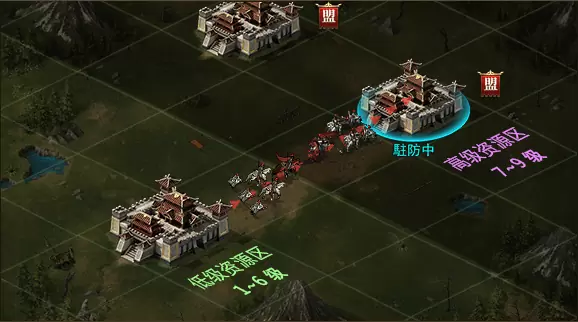 盟
盟
駐防中
高级资源区
7~9 级
低级资源区
1~6 级